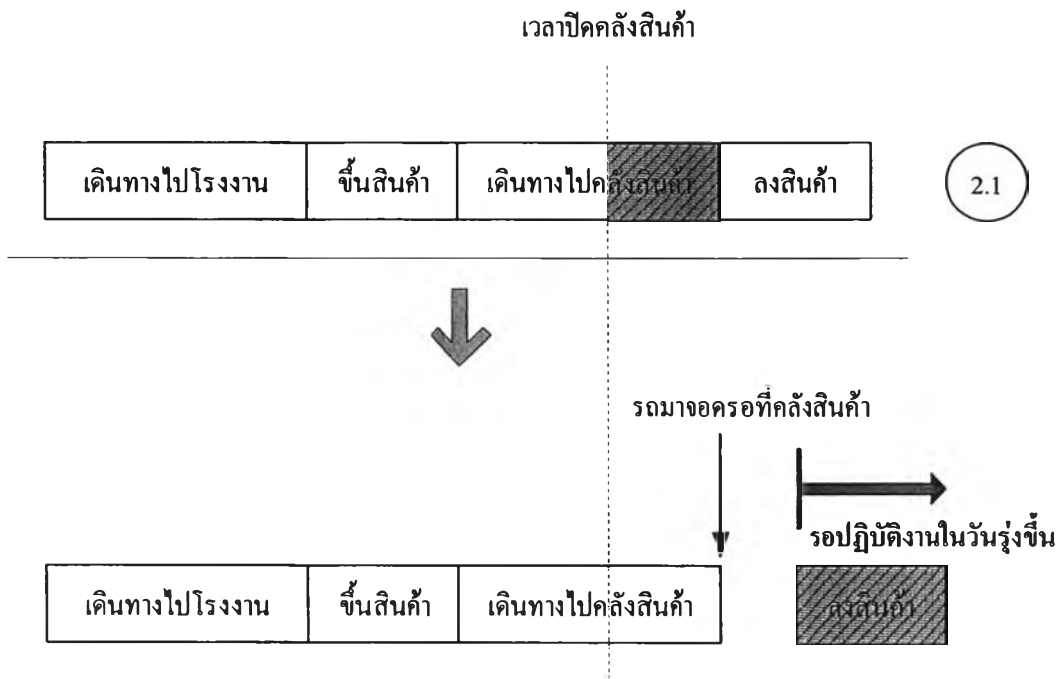 เวลาปิดคลังสินค้า
เดินทางไปโรงงาน ขึ้นสินค้า เดินทางไปคลังสินค้า ลงสินค้า 2.1
รถมาจอดรอที่คลังสินค้า
รอปฏิบัติงานในวันรุ่งขึ้น
เดินทางไปโรงงาน ขึ้นสินค้า เดินทางไปคลังสินค้า ลงสินค้า